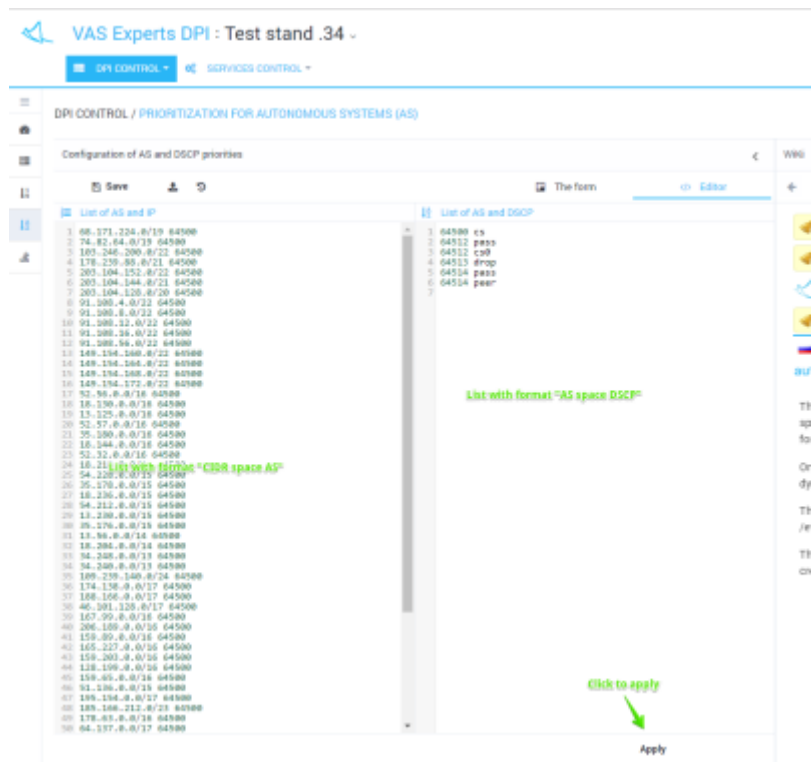 VAS Experts DPI : Test stand .34
DPI CONTROL
SERVICES CONTROL
DPI CONTROL / PRIORITIZATION FOR AUTONOMOUS SYSTEMS (AS)
Configuration of AS and DSCP priorities
Save
The form
</> Editor
List of AS and IP
List of AS and DSCP
1 68.171.224.0/19 64500
2 74.82.64.0/19 64500
3 103.246.200.0/22 64500
4 178.239.88.0/21 64500
5 203.104.152.0/22 64500
6 203.104.144.0/21 64500
7 203.104.128.0/20 64500
8 91.108.4.0/22 64500
9 91.108.8.0/22 64500
10 91.108.12.0/22 64500
11 91.108.16.0/22 64500
12 91.108.56.0/22 64500
13 149.154.160.0/22 64500
14 149.154.164.0/22 64500
15 149.154.168.0/22 64500
16 149.154.172.0/22 64500
17 52.56.0.0/16 64500
18 18.130.0.0/16 64500
19 13.125.0.0/16 64500
20 52.57.0.0/16 64500
21 35.180.0.0/16 64500
22 18.144.0.0/16 64500
23 52.32.0.0/16 64500
24
List with format "CIDR space AS"
25 54.228.0.0/15 64500
26 35.178.0.0/15 64500
27 18.236.0.0/15 64500
28 54.212.0.0/15 64500
29 13.230.0.0/15 64500
30 35.176.0.0/15 64500
31 13.56.0.0/14 64500
32 18.204.0.0/14 64500
33 34.248.0.0/13 64500
34 34.240.0.0/13 64500
35 109.239.140.0/24 64500
36 174.138.0.0/17 64500
37 188.166.0.0/17 64500
38 46.101.128.0/17 64500
39 167.99.0.0/16 64500
40 206.189.0.0/16 64500
41 159.89.0.0/16 64500
42 165.227.0.0/16 64500
43 159.203.0.0/16 64500
44 128.199.0.0/16 64500
45 159.65.0.0/16 64500
46 51.136.0.0/15 64500
47 195.154.0.0/17 64500
48 185.166.212.0/23 64500
49 178.63.0.0/16 64500
50 64.137.0.0/17 64500
1 64500 cs
2 64512 pass
3 64512 cs0
4 64513 drop
5 64514 pass
6 64514 peer
7
List with format "AS space DSCP"
Click to apply
Apply